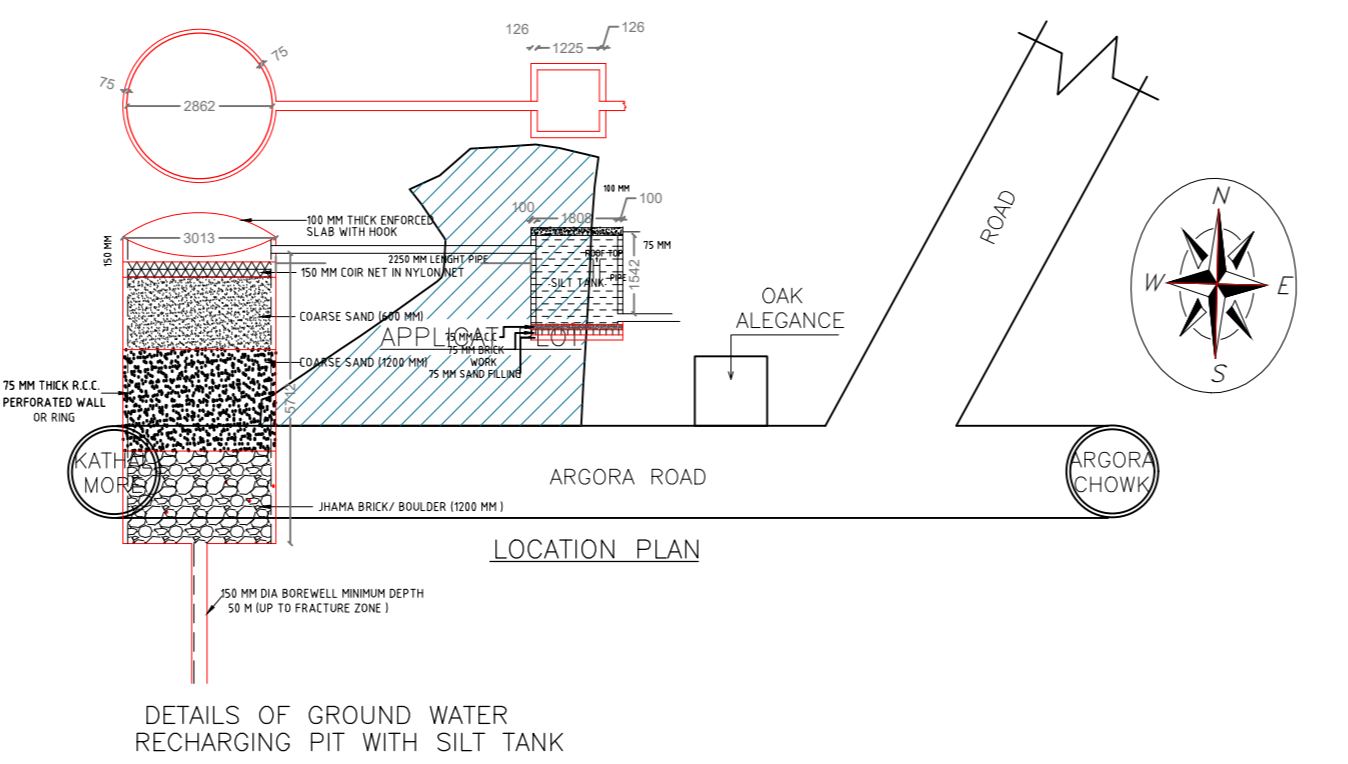 126
126
1225
75
75
2862
N
W
E
S
ROAD
100 MM
100
100
1808
100 MM THICK ENFORCED
SLAB WITH HOOK
3013
150 MM
75 MM
2250 MM LENGHT PIPE
ROOF TOP
PIPE
150 MM COIR NET IN NYLON NET
SILT TANK
1542
OAK
ALEGANCE
COARSE SAND (600 MM)
75 MM P.C.C
75 MM BRICK
WORK
75 MM SAND FILLING
COARSE SAND (1200 MM)
75 MM THICK R.C.C.
PERFORATED WALL
OR RING
5712
KATHAL
MORE
ARGORA ROAD
ARGORA
CHOWK
JHAMA BRICK/ BOULDER (1200 MM )
LOCATION PLAN
150 MM DIA BOREWELL MINIMUM DEPTH
50 M (UP TO FRACTURE ZONE )
DETAILS OF GROUND WATER
RECHARGING PIT WITH SILT TANK